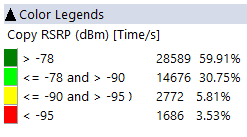 Color Legends
Copy RSRP (dBm) [Time/s]
> -78 28589 59.91%
<= -78 and > -90 14676 30.75%
<= -90 and > -95 ) 2772 5.81%
< -95 1686 3.53%